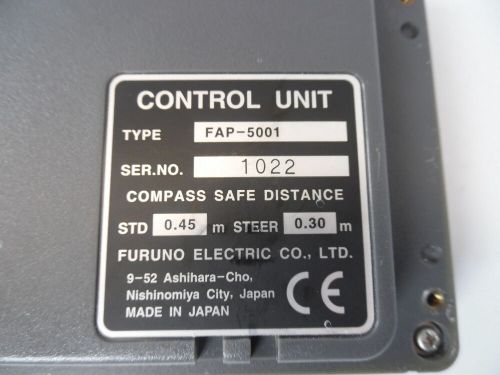 CONTROL UNIT
TYPE FAP-5001
SER.NO. 1022
COMPASS SAFE DISTANCE
STD 0.45 m STEER 0.30 m
FURUNO ELECTRIC CO., LTD.
9-52 Ashihara-Cho,
Nishinomiya City, Japan
MADE IN JAPAN CE